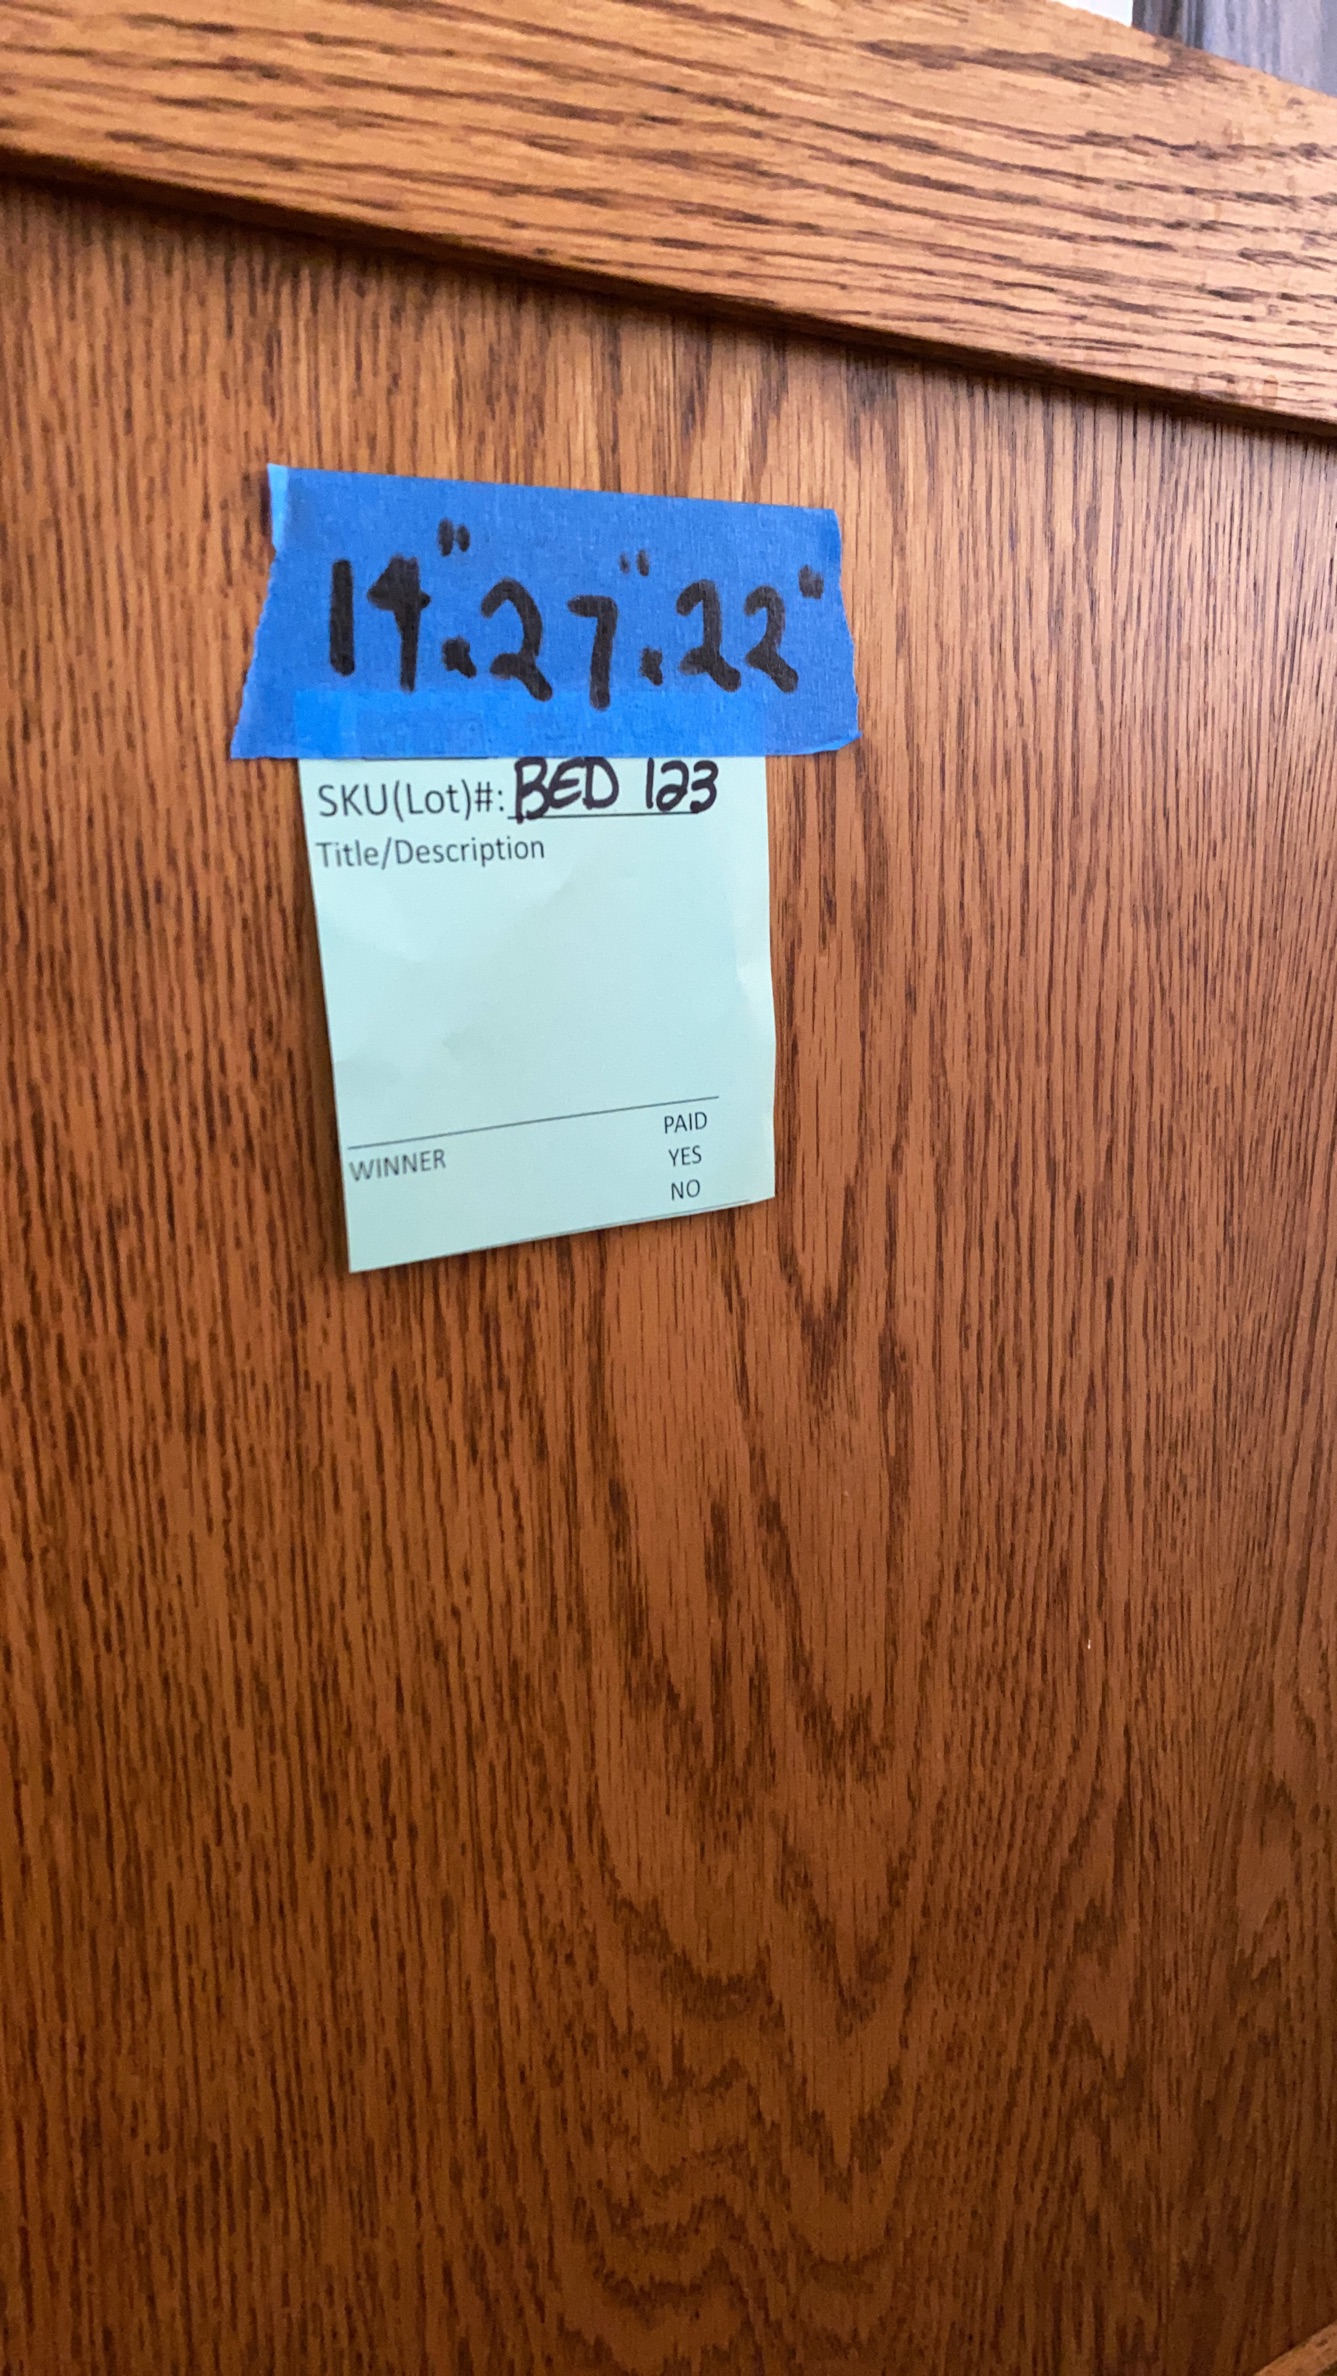 14".27".22"
SKU(Lot)#: BED 123
Title/Description
PAID
WINNER YES
NO